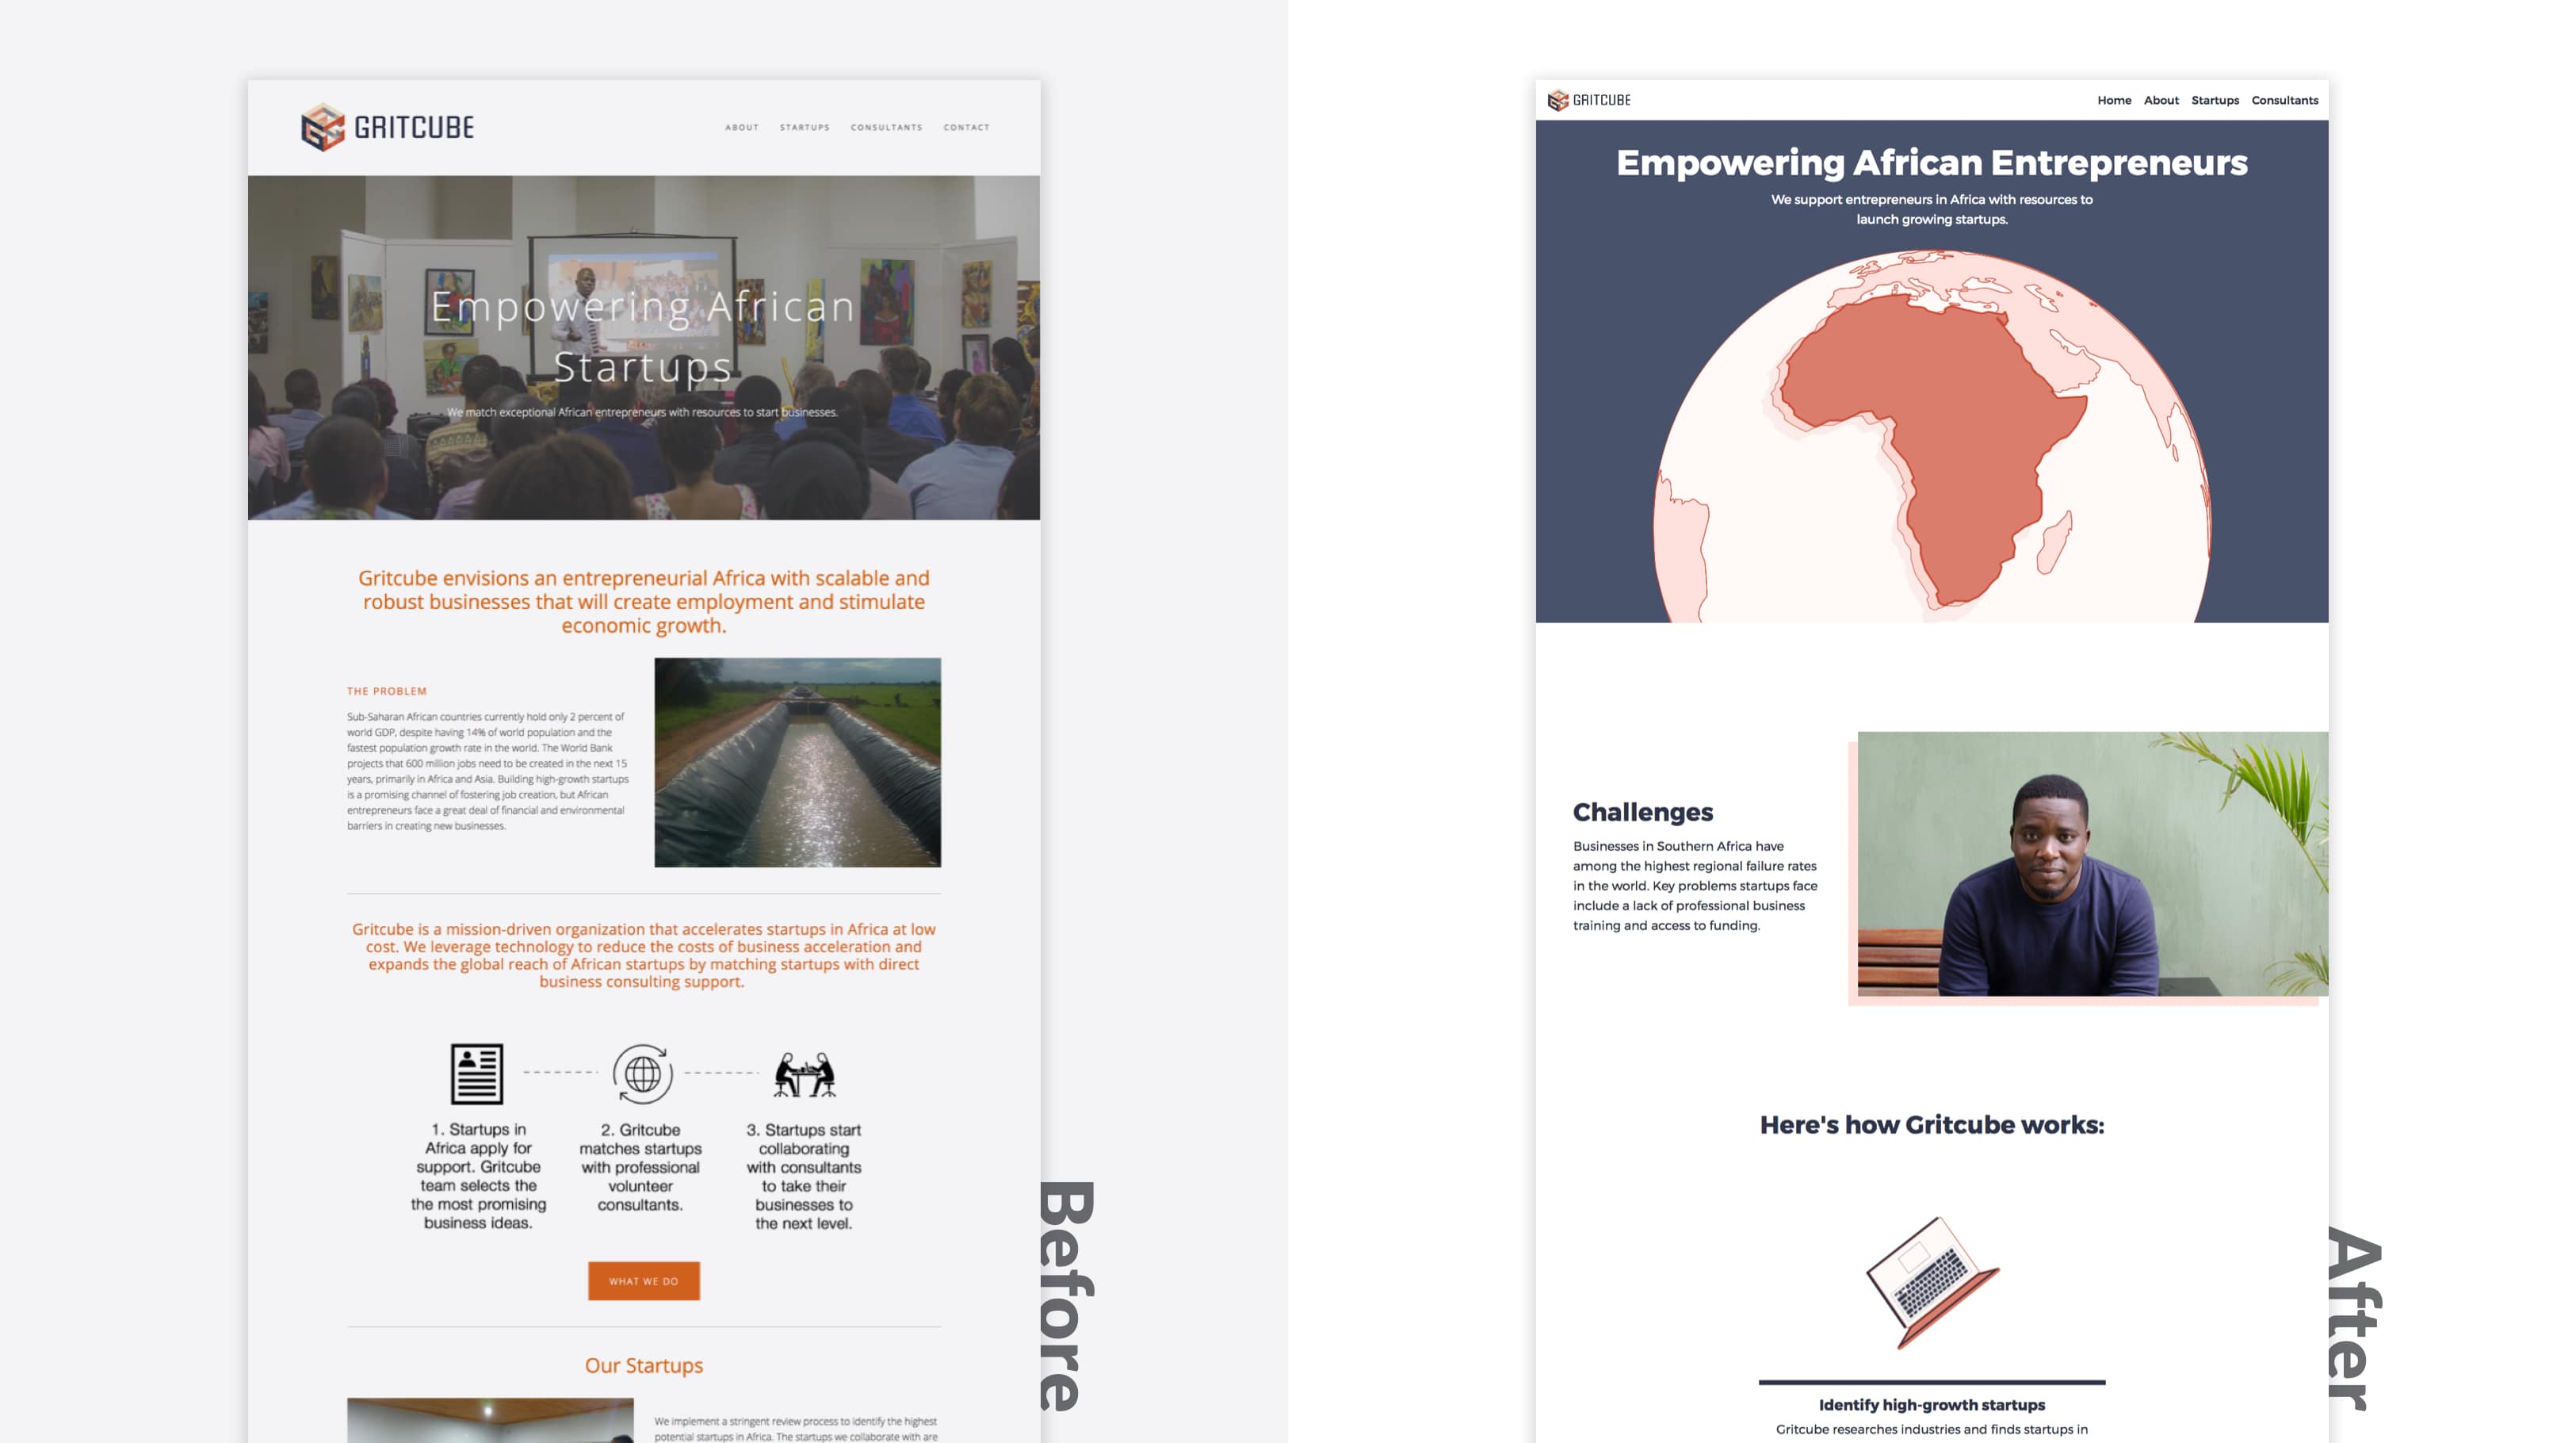 GRITCUBE
ABOUT STARTUPS CONSULTANTS CONTACT
Empowering African
Startups
We match exceptional African entrepreneurs with resources to start businesses.
Gritcube envisions an entrepreneurial Africa with scalable and
robust businesses that will create employment and stimulate
economic growth.
THE PROBLEM
Sub-Saharan African countries currently hold only 2 percent of
world GDP, despite having 14% of world population and the
fastest population growth rate in the world. The World Bank
projects that 600 million jobs need to be created in the next 15
years, primarily in Africa and Asia. Building high-growth startups
is a promising channel of fostering job creation, but African
entrepreneurs face a great deal of financial and environmental
barriers in creating new businesses.
Gritcube is a mission-driven organization that accelerates startups in Africa at low
cost. We leverage technology to reduce the costs of business acceleration and
expands the global reach of African startups by matching startups with direct
business consulting support.
1. Startups in
Africa apply for
support. Gritcube
team selects the
the most promising
business ideas.
2. Gritcube
matches startups
with professional
volunteer
consultants.
3. Startups start
collaborating
with consultants
to take their
businesses to
the next level.
WHAT WE DO
Our Startups
We implement a stringent review process to identify the highest
potential startups in Africa. The startups we collaborate with are
Before
GRITCUBE
Home About Startups Consultants
Empowering African Entrepreneurs
We support entrepreneurs in Africa with resources to
launch growing startups.
Challenges
Businesses in Southern Africa have
among the highest regional failure rates
in the world. Key problems startups face
include a lack of professional business
training and access to funding.
Here's how Gritcube works:
Identify high-growth startups
Gritcube researches industries and finds startups in
After